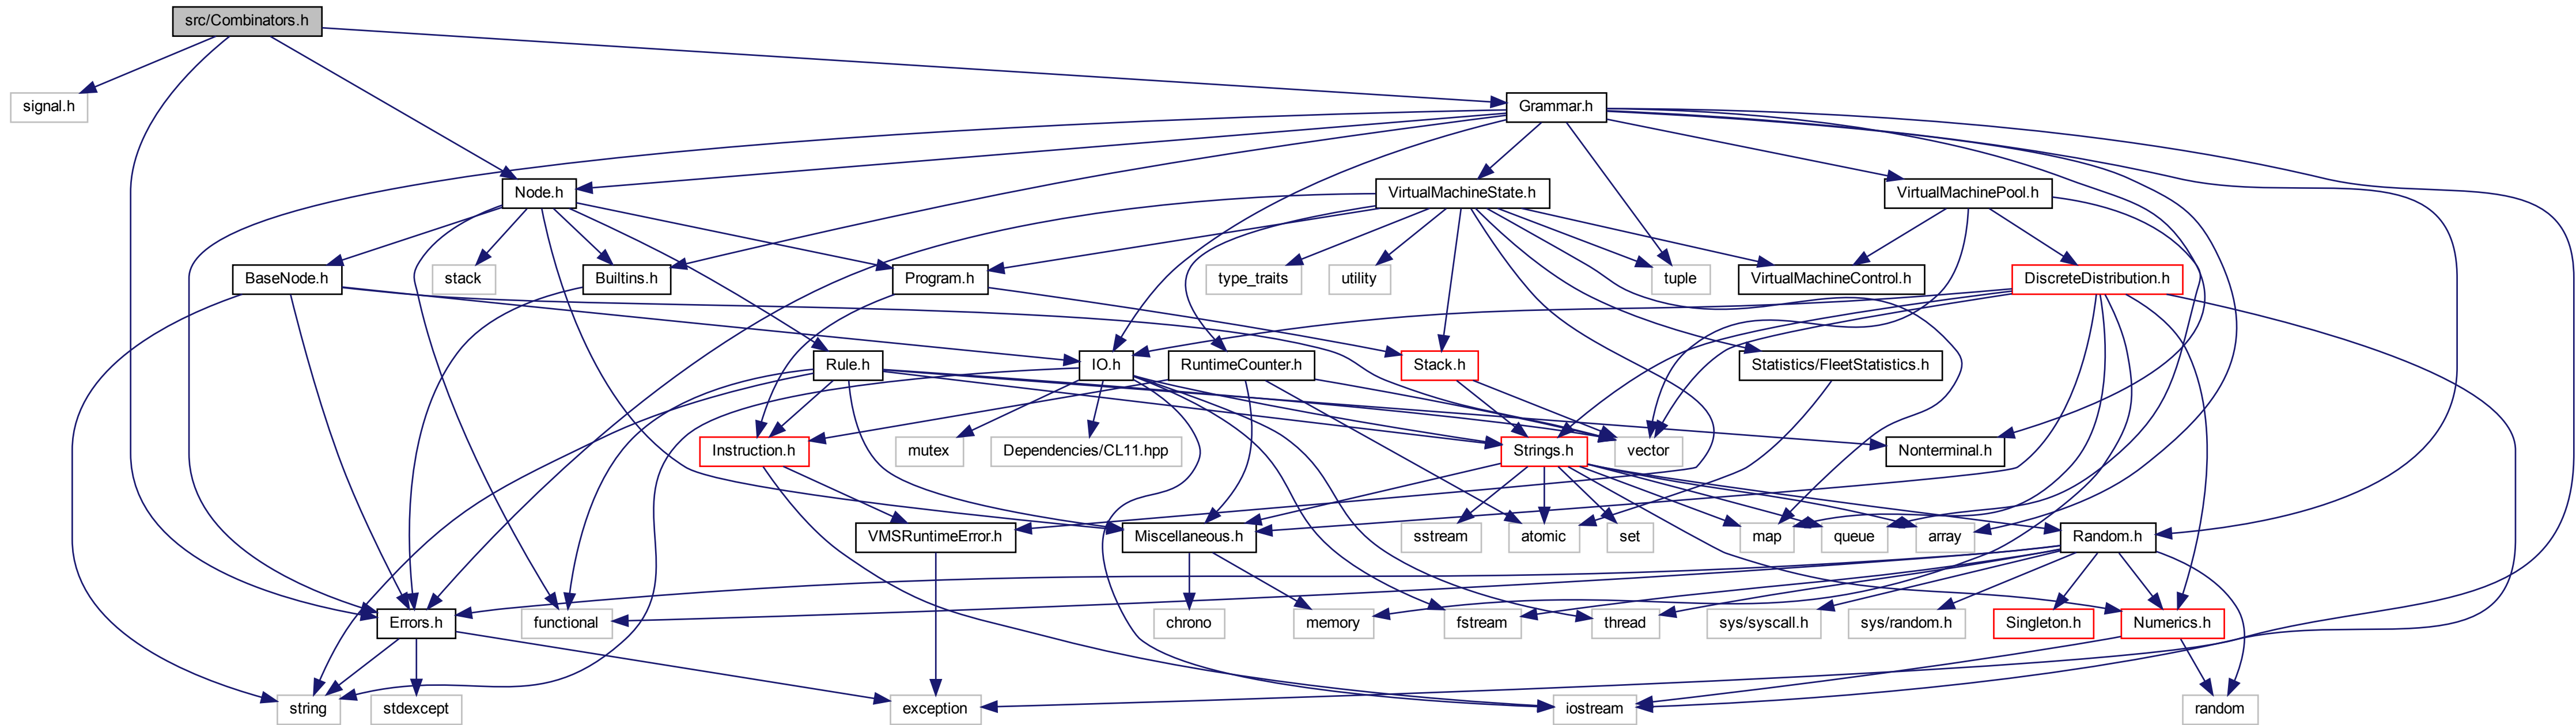 src/Combinators.h
signal.h
Grammar.h
Node.h
VirtualMachineState.h
VirtualMachinePool.h
BaseNode.h
stack
Builtins.h
Program.h
type_traits
utility
tuple
VirtualMachineControl.h
DiscreteDistribution.h
Rule.h
IO.h
RuntimeCounter.h
Stack.h
Statistics/FleetStatistics.h
Instruction.h
mutex
Dependencies/CL11.hpp
Strings.h
vector
Nonterminal.h
VMSRuntimeError.h
Miscellaneous.h
sstream
atomic
set
map
queue
array
Random.h
Errors.h
functional
chrono
memory
fstream
thread
sys/syscall.h
sys/random.h
Singleton.h
Numerics.h
string
stdexcept
exception
iostream
random